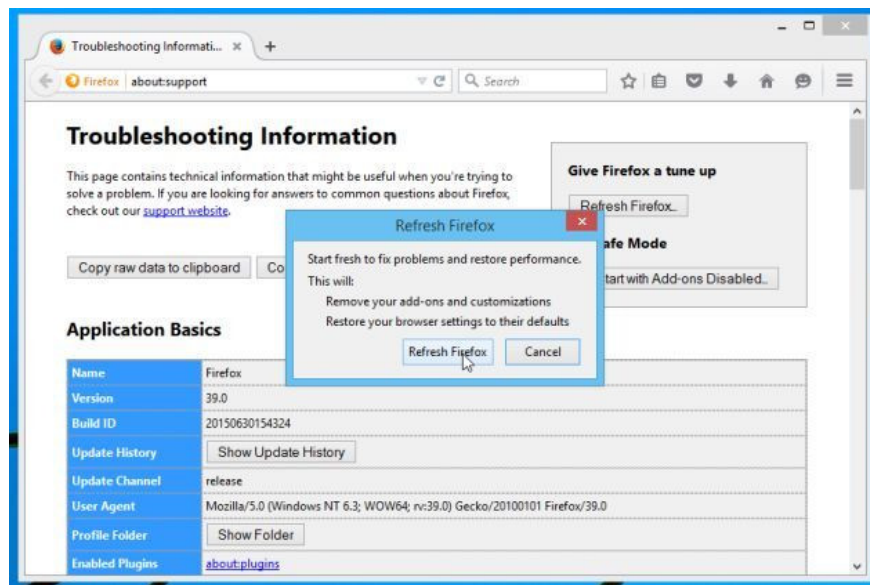 Troubleshooting Informati...
Firefox about:support
Search
Troubleshooting Information
This page contains technical information that might be useful when you're trying to
solve a problem. If you are looking for answers to common questions about Firefox,
check out our support website.
Give Firefox a tune up
Refresh Firefox...
afe Mode
tart with Add-ons Disabled...
Copy raw data to clipboard
Co
Refresh Firefox
Start fresh to fix problems and restore performance.
This will:
Remove your add-ons and customizations
Restore your browser settings to their defaults
Refresh Firefox Cancel
Application Basics
Name Firefox
Version 39.0
Build ID 20150630154324
Update History Show Update History
Update Channel release
User Agent Mozilla/5.0 (Windows NT 6.3; WOW64; rv:39.0) Gecko/20100101 Firefox/39.0
Profile Folder Show Folder
Enabled Plugins about:plugins